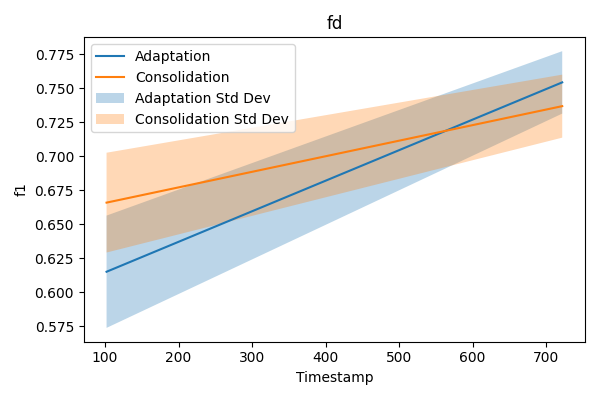 fd
Adaptation
Consolidation
Adaptation Std Dev
Consolidation Std Dev
0.775
0.750
0.725
0.700
0.675
0.650
0.625
0.600
0.575
f1
100 200 300 400 500 600 700
Timestamp